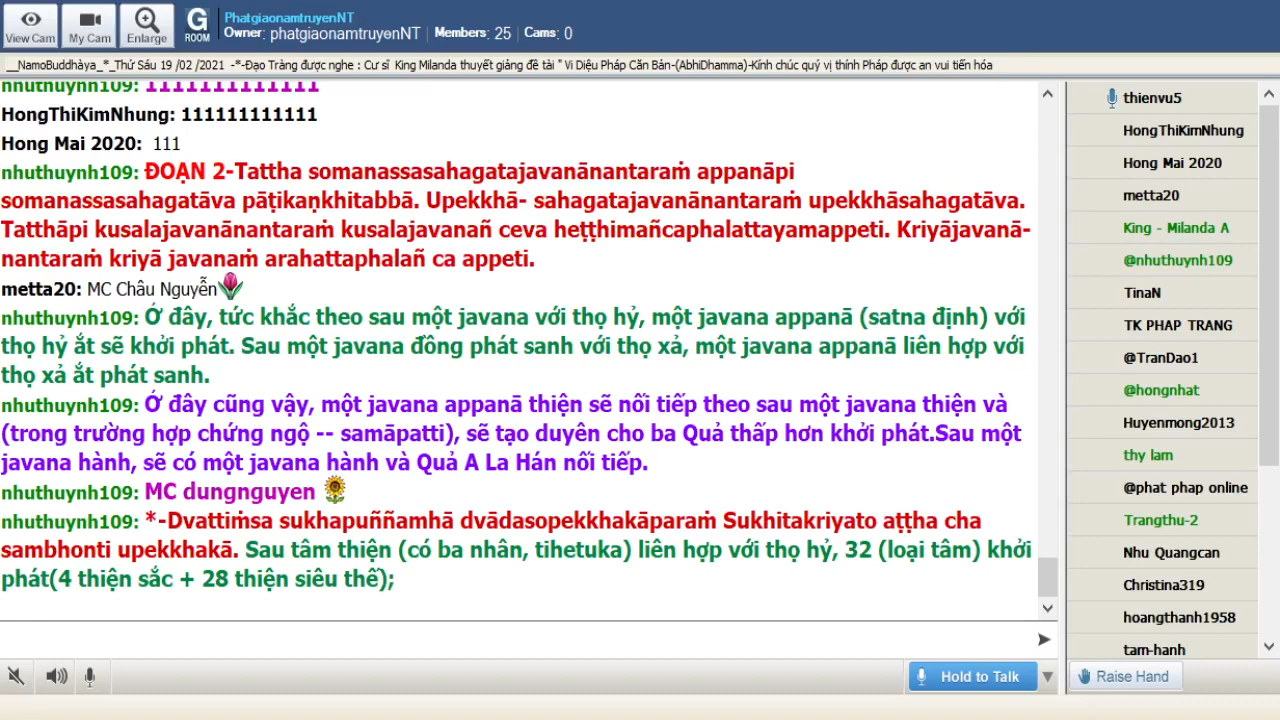 View Cam
My Cam
Enlarge
G
ROOM
PhatgiaonamtruyenNT
Owner: phatgiaonamtruyenNT | Members: 25 | Cams: 0
__NamoBuddhàya_*_Thứ Sáu 19 /02 /2021 -*-Đạo Tràng được nghe : Cư sĩ King Milanda thuyết giảng đề tài " Vi Diệu Pháp Căn Bản-(AbhiDhamma)-Kính chúc quý vị thính Pháp được an vui tiến hóa
nhuthuynh109: 1111111111111
HongThiKimNhung: 111111111111
Hong Mai 2020: 111
nhuthuynh109: ĐOẠN 2-Tattha somanassasahagatajavanānantaraṁ appanāpi
somanassasahagatāva pāṭikaṇkhitabbā. Upekkhā- sahagatajavanānantaraṁ upekkhāsahagatāva.
Tatthāpi kusalajavanānantaraṁ kusalajavanañ ceva heṭṭhimañcaphalattayamappeti. Kriyājavanā-
nantaraṁ kriyā javanaṁ arahattaphalañ ca appeti.
metta20: MC Châu Nguyễn
nhuthuynh109: Ở đây, tức khắc theo sau một javana với thọ hỷ, một javana appanā (satna định) với
thọ hỷ ắt sẽ khởi phát. Sau một javana đồng phát sanh với thọ xả, một javana appanā liên hợp với
thọ xả ắt phát sanh.
nhuthuynh109: Ở đây cũng vậy, một javana appanā thiện sẽ nối tiếp theo sau một javana thiện và
(trong trường hợp chứng ngộ -- samāpatti), sẽ tạo duyên cho ba Quả thấp hơn khởi phát.Sau một
javana hành, sẽ có một javana hành và Quả A La Hán nối tiếp.
nhuthuynh109: MC dungnguyen
nhuthuynh109: *-Dvattiṁsa sukhapuññamhā dvādasopekkhakāparaṁ Sukhitakriyato aṭṭha cha
sambhonti upekkhakā. Sau tâm thiện (có ba nhân, tihetuka) liên hợp với thọ hỷ, 32 (loại tâm) khởi
phát(4 thiện sắc + 28 thiện siêu thế);
Hold to Talk
thienvu5
HongThiKimNhung
Hong Mai 2020
metta20
King - Milanda A
@nhuthuynh109
TinaN
TK PHAP TRANG
@TranDao1
@hongnhat
Huyenmong2013
thy lam
@phat phap online
Trangthu-2
Nhu Quangcan
Christina319
hoangthanh1958
tam-hanh
Raise Hand